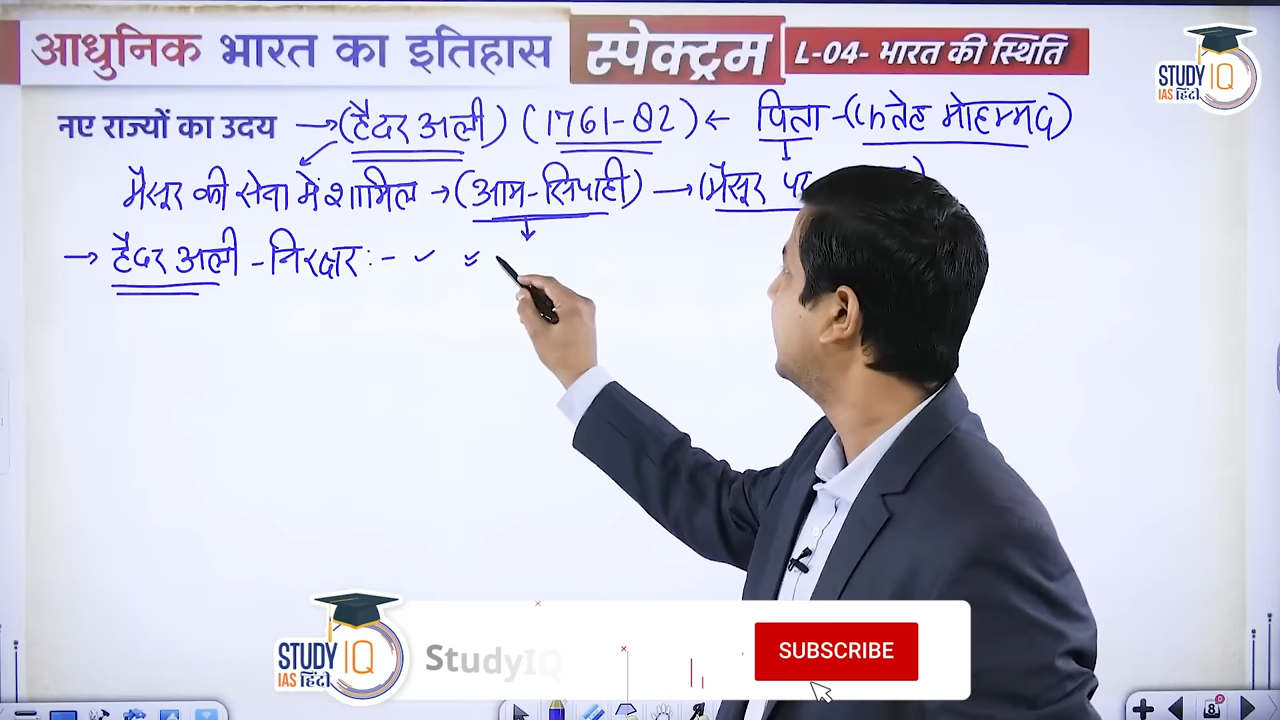 आधुनिक भारत का इतिहास स्पेक्ट्रम L-04- भारत की स्थिति
STUDY IQ
IAS हिंदी
नए राज्यों का उदय → (हैदर अली) (1761-82) ← पिता - (फतेह मोहम्मद)
मैसूर की सेवा में शामिल → (आम-सिपाही) → (मैसूर
→ हैदर अली - निरक्षर :-
STUDY IQ
IAS हिंदी
StudyIQ
SUBSCRIBE
8